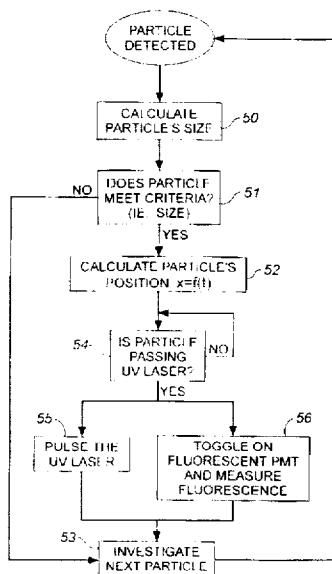 PARTICLE
DETECTED
CALCULATE
PARTICLE'S SIZE
50
DOES PARTICLE
MEET CRITERIA?
(IE. SIZE)
51
NO
YES
CALCULATE PARTICLE'S
POSITION x=f(t)
52
54
IS PARTICLE
PASSING
UV LASER?
NO
YES
55
PULSE THE
UV LASER
56
TOGGLE ON
FLUORESCENT PMT
AND MEASURE
FLUORESCENCE
53
INVESTIGATE
NEXT PARTICLE